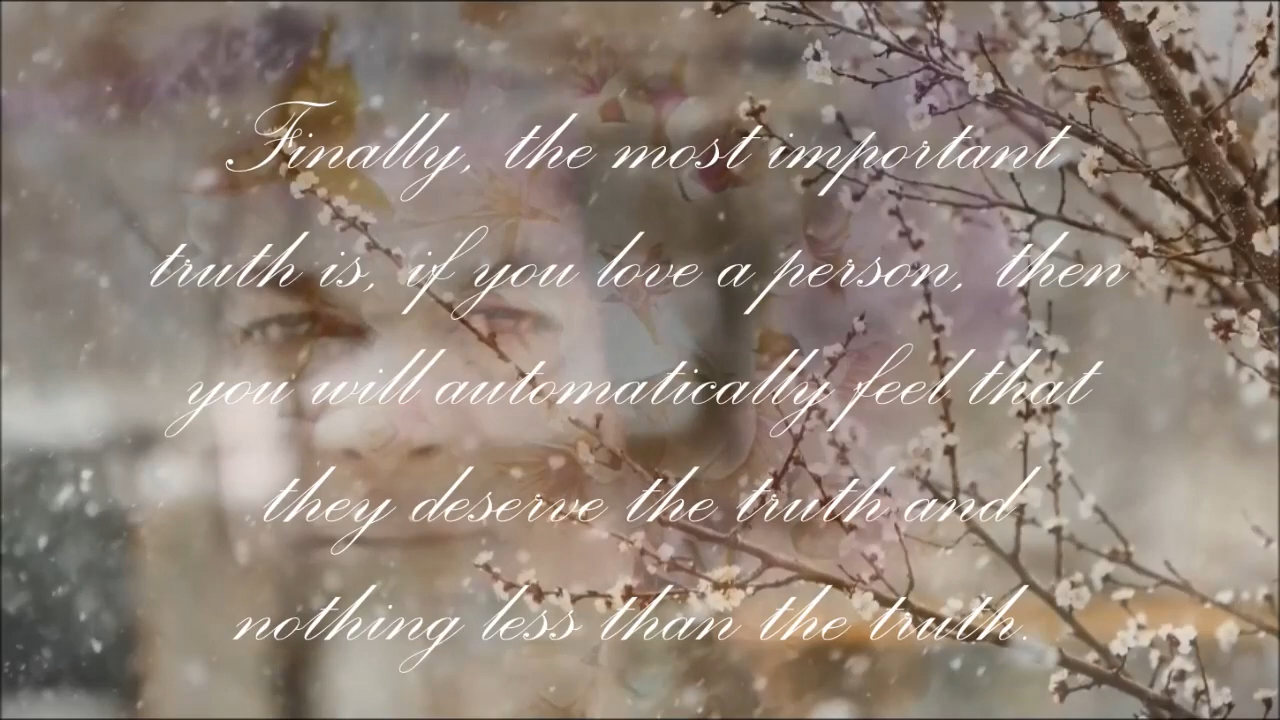 Finally, the most important
truth is, if you love a person, then
you will automatically feel that
they deserve the truth and
nothing less than the truth.